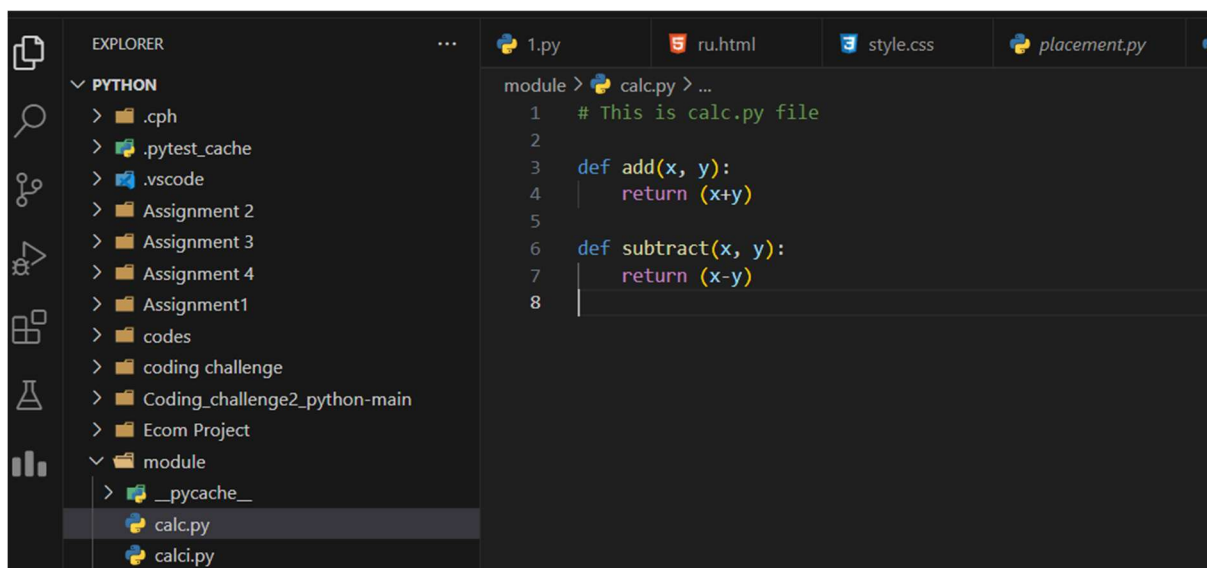 EXPLORER
...
PYTHON
.cph
.pytest_cache
.vscode
Assignment 2
Assignment 3
Assignment 4
Assignment1
codes
coding challenge
Coding_challenge2_python-main
Ecom Project
module
__pycache__
calc.py
calci.py
1.py
ru.html
style.css
placement.py
module > calc.py > ...
1 # This is calc.py file
2
3 def add(x, y):
4 return (x+y)
5
6 def subtract(x, y):
7 return (x-y)
8